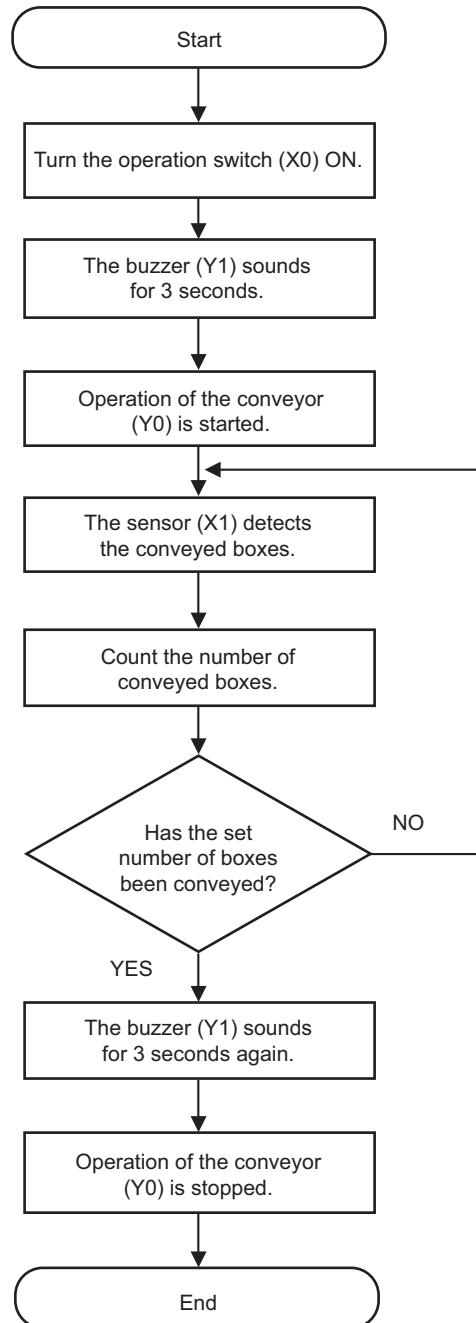 Start
Turn the operation switch (X0) ON.
The buzzer (Y1) sounds
for 3 seconds.
Operation of the conveyor
(Y0) is started.
The sensor (X1) detects
the conveyed boxes.
Count the number of
conveyed boxes.
Has the set
number of boxes
been conveyed?
NO
YES
The buzzer (Y1) sounds
for 3 seconds again.
Operation of the conveyor
(Y0) is stopped.
End